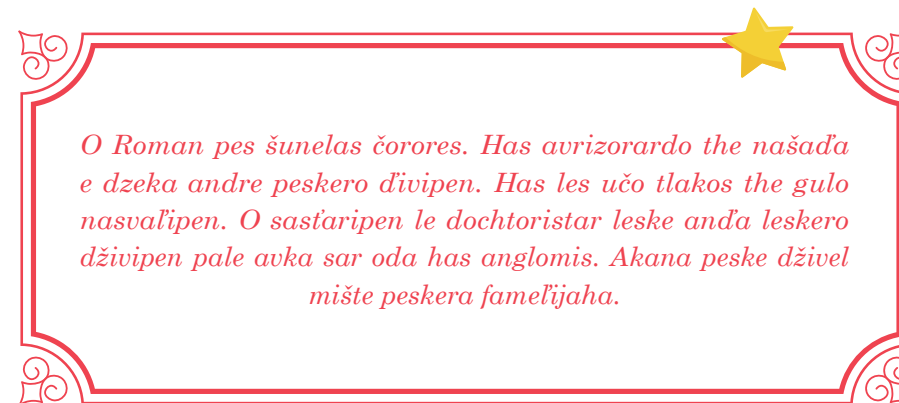 O Roman pes šunelas čorores. Has avrizorardo the našaďa
e dzeka andre peskero ďivipen. Has les učo tlakos the gulo
nasvaľipen. O sasťaripen le dochtoristar leske anďa leskero
dživipen pale avka sar oda has anglomis. Akana peske dživel
mište peskera fameľijaha.